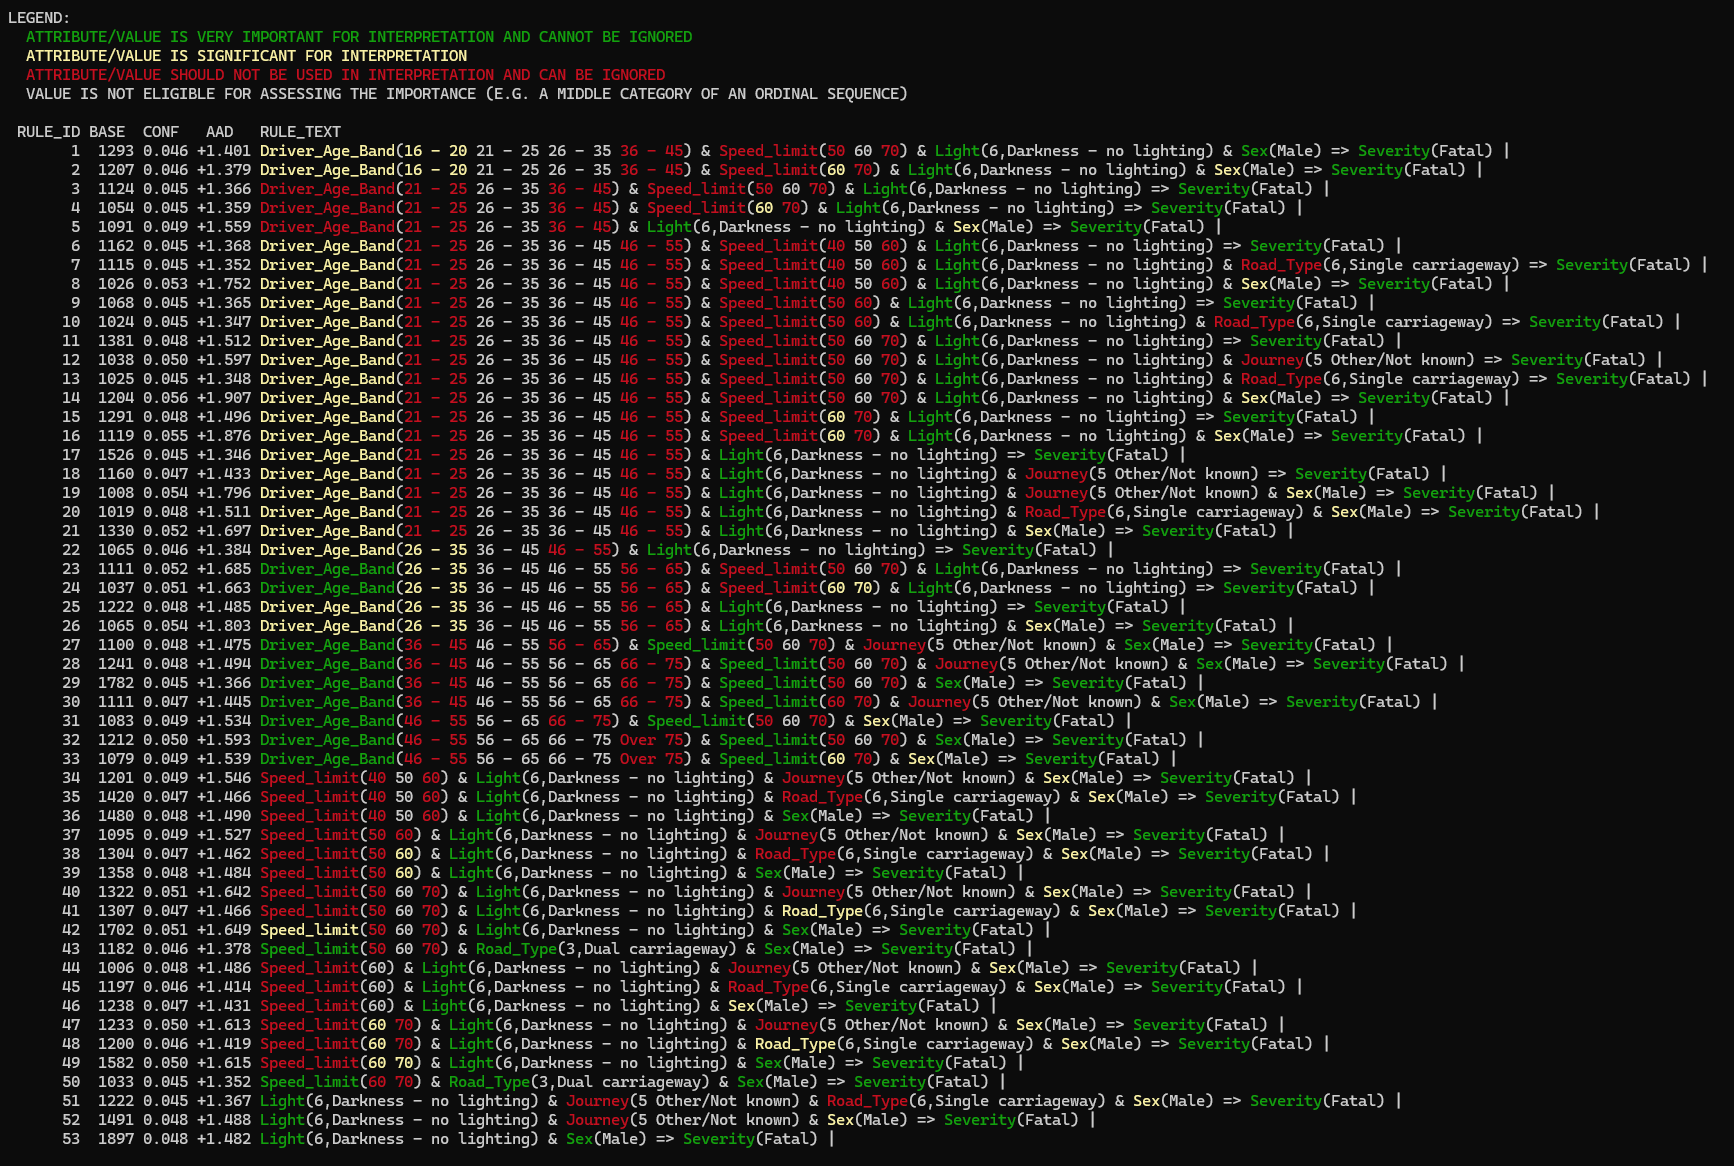 LEGEND:
ATTRIBUTE/VALUE IS VERY IMPORTANT FOR INTERPRETATION AND CANNOT BE IGNORED
ATTRIBUTE/VALUE IS SIGNIFICANT FOR INTERPRETATION
ATTRIBUTE/VALUE SHOULD NOT BE USED IN INTERPRETATION AND CAN BE IGNORED
VALUE IS NOT ELIGIBLE FOR ASSESSING THE IMPORTANCE (E.G. A MIDDLE CATEGORY OF AN ORDINAL SEQUENCE)
RULE_ID BASE CONF AAD RULE_TEXT
1 1293 0.046 +1.401 Driver_Age_Band(16 - 20 21 - 25 26 - 35 36 - 45) & Speed_limit(50 60 70) & Light(6,Darkness - no lighting) & Sex(Male) => Severity(Fatal) |
2 1207 0.046 +1.379 Driver_Age_Band(16 - 20 21 - 25 26 - 35 36 - 45) & Speed_limit(60 70) & Light(6,Darkness - no lighting) & Sex(Male) => Severity(Fatal) |
3 1124 0.045 +1.366 Driver_Age_Band(21 - 25 26 - 35 36 - 45) & Speed_limit(50 60 70) & Light(6,Darkness - no lighting) => Severity(Fatal) |
4 1054 0.045 +1.359 Driver_Age_Band(21 - 25 26 - 35 36 - 45) & Speed_limit(60 70) & Light(6,Darkness - no lighting) => Severity(Fatal) |
5 1091 0.049 +1.559 Driver_Age_Band(21 - 25 26 - 35 36 - 45) & Light(6,Darkness - no lighting) & Sex(Male) => Severity(Fatal) |
6 1162 0.045 +1.368 Driver_Age_Band(21 - 25 26 - 35 36 - 45 46 - 55) & Speed_limit(40 50 60) & Light(6,Darkness - no lighting) => Severity(Fatal) |
7 1115 0.045 +1.352 Driver_Age_Band(21 - 25 26 - 35 36 - 45 46 - 55) & Speed_limit(40 50 60) & Light(6,Darkness - no lighting) & Road_Type(6,Single carriageway) => Severity(Fatal) |
8 1026 0.053 +1.752 Driver_Age_Band(21 - 25 26 - 35 36 - 45 46 - 55) & Speed_limit(40 50 60) & Light(6,Darkness - no lighting) & Sex(Male) => Severity(Fatal) |
9 1068 0.045 +1.365 Driver_Age_Band(21 - 25 26 - 35 36 - 45 46 - 55) & Speed_limit(50 60) & Light(6,Darkness - no lighting) => Severity(Fatal) |
10 1024 0.045 +1.347 Driver_Age_Band(21 - 25 26 - 35 36 - 45 46 - 55) & Speed_limit(50 60) & Light(6,Darkness - no lighting) & Road_Type(6,Single carriageway) => Severity(Fatal) |
11 1381 0.048 +1.512 Driver_Age_Band(21 - 25 26 - 35 36 - 45 46 - 55) & Speed_limit(50 60 70) & Light(6,Darkness - no lighting) => Severity(Fatal) |
12 1038 0.050 +1.597 Driver_Age_Band(21 - 25 26 - 35 36 - 45 46 - 55) & Speed_limit(50 60 70) & Light(6,Darkness - no lighting) & Journey(5 Other/Not known) => Severity(Fatal) |
13 1025 0.045 +1.348 Driver_Age_Band(21 - 25 26 - 35 36 - 45 46 - 55) & Speed_limit(50 60 70) & Light(6,Darkness - no lighting) & Road_Type(6,Single carriageway) => Severity(Fatal) |
14 1204 0.056 +1.907 Driver_Age_Band(21 - 25 26 - 35 36 - 45 46 - 55) & Speed_limit(50 60 70) & Light(6,Darkness - no lighting) & Sex(Male) => Severity(Fatal) |
15 1291 0.048 +1.496 Driver_Age_Band(21 - 25 26 - 35 36 - 45 46 - 55) & Speed_limit(60 70) & Light(6,Darkness - no lighting) => Severity(Fatal) |
16 1119 0.055 +1.876 Driver_Age_Band(21 - 25 26 - 35 36 - 45 46 - 55) & Speed_limit(60 70) & Light(6,Darkness - no lighting) & Sex(Male) => Severity(Fatal) |
17 1526 0.045 +1.346 Driver_Age_Band(21 - 25 26 - 35 36 - 45 46 - 55) & Light(6,Darkness - no lighting) => Severity(Fatal) |
18 1160 0.047 +1.433 Driver_Age_Band(21 - 25 26 - 35 36 - 45 46 - 55) & Light(6,Darkness - no lighting) & Journey(5 Other/Not known) => Severity(Fatal) |
19 1008 0.054 +1.796 Driver_Age_Band(21 - 25 26 - 35 36 - 45 46 - 55) & Light(6,Darkness - no lighting) & Journey(5 Other/Not known) & Sex(Male) => Severity(Fatal) |
20 1019 0.048 +1.511 Driver_Age_Band(21 - 25 26 - 35 36 - 45 46 - 55) & Light(6,Darkness - no lighting) & Road_Type(6,Single carriageway) & Sex(Male) => Severity(Fatal) |
21 1330 0.052 +1.697 Driver_Age_Band(21 - 25 26 - 35 36 - 45 46 - 55) & Light(6,Darkness - no lighting) & Sex(Male) => Severity(Fatal) |
22 1065 0.046 +1.384 Driver_Age_Band(26 - 35 36 - 45 46 - 55) & Light(6,Darkness - no lighting) => Severity(Fatal) |
23 1111 0.052 +1.685 Driver_Age_Band(26 - 35 36 - 45 46 - 55 56 - 65) & Speed_limit(50 60 70) & Light(6,Darkness - no lighting) => Severity(Fatal) |
24 1037 0.051 +1.663 Driver_Age_Band(26 - 35 36 - 45 46 - 55 56 - 65) & Speed_limit(60 70) & Light(6,Darkness - no lighting) => Severity(Fatal) |
25 1222 0.048 +1.485 Driver_Age_Band(26 - 35 36 - 45 46 - 55 56 - 65) & Light(6,Darkness - no lighting) => Severity(Fatal) |
26 1065 0.054 +1.803 Driver_Age_Band(26 - 35 36 - 45 46 - 55 56 - 65) & Light(6,Darkness - no lighting) & Sex(Male) => Severity(Fatal) |
27 1100 0.048 +1.475 Driver_Age_Band(36 - 45 46 - 55 56 - 65) & Speed_limit(50 60 70) & Journey(5 Other/Not known) & Sex(Male) => Severity(Fatal) |
28 1241 0.048 +1.494 Driver_Age_Band(36 - 45 46 - 55 56 - 65 66 - 75) & Speed_limit(50 60 70) & Journey(5 Other/Not known) & Sex(Male) => Severity(Fatal) |
29 1782 0.045 +1.366 Driver_Age_Band(36 - 45 46 - 55 56 - 65 66 - 75) & Speed_limit(50 60 70) & Sex(Male) => Severity(Fatal) |
30 1111 0.047 +1.445 Driver_Age_Band(36 - 45 46 - 55 56 - 65 66 - 75) & Speed_limit(60 70) & Journey(5 Other/Not known) & Sex(Male) => Severity(Fatal) |
31 1083 0.049 +1.534 Driver_Age_Band(46 - 55 56 - 65 66 - 75) & Speed_limit(50 60 70) & Sex(Male) => Severity(Fatal) |
32 1212 0.050 +1.593 Driver_Age_Band(46 - 55 56 - 65 66 - 75 Over 75) & Speed_limit(50 60 70) & Sex(Male) => Severity(Fatal) |
33 1079 0.049 +1.539 Driver_Age_Band(46 - 55 56 - 65 66 - 75 Over 75) & Speed_limit(60 70) & Sex(Male) => Severity(Fatal) |
34 1201 0.049 +1.546 Speed_limit(40 50 60) & Light(6,Darkness - no lighting) & Journey(5 Other/Not known) & Sex(Male) => Severity(Fatal) |
35 1420 0.047 +1.466 Speed_limit(40 50 60) & Light(6,Darkness - no lighting) & Road_Type(6,Single carriageway) & Sex(Male) => Severity(Fatal) |
36 1480 0.048 +1.490 Speed_limit(40 50 60) & Light(6,Darkness - no lighting) & Sex(Male) => Severity(Fatal) |
37 1095 0.049 +1.527 Speed_limit(50 60) & Light(6,Darkness - no lighting) & Journey(5 Other/Not known) & Sex(Male) => Severity(Fatal) |
38 1304 0.047 +1.462 Speed_limit(50 60) & Light(6,Darkness - no lighting) & Road_Type(6,Single carriageway) & Sex(Male) => Severity(Fatal) |
39 1358 0.048 +1.484 Speed_limit(50 60) & Light(6,Darkness - no lighting) & Sex(Male) => Severity(Fatal) |
40 1322 0.051 +1.642 Speed_limit(50 60 70) & Light(6,Darkness - no lighting) & Journey(5 Other/Not known) & Sex(Male) => Severity(Fatal) |
41 1307 0.047 +1.466 Speed_limit(50 60 70) & Light(6,Darkness - no lighting) & Road_Type(6,Single carriageway) & Sex(Male) => Severity(Fatal) |
42 1702 0.051 +1.649 Speed_limit(50 60 70) & Light(6,Darkness - no lighting) & Sex(Male) => Severity(Fatal) |
43 1182 0.046 +1.378 Speed_limit(50 60 70) & Road_Type(3,Dual carriageway) & Sex(Male) => Severity(Fatal) |
44 1006 0.048 +1.486 Speed_limit(60) & Light(6,Darkness - no lighting) & Journey(5 Other/Not known) & Sex(Male) => Severity(Fatal) |
45 1197 0.046 +1.414 Speed_limit(60) & Light(6,Darkness - no lighting) & Road_Type(6,Single carriageway) & Sex(Male) => Severity(Fatal) |
46 1238 0.047 +1.431 Speed_limit(60) & Light(6,Darkness - no lighting) & Sex(Male) => Severity(Fatal) |
47 1233 0.050 +1.613 Speed_limit(60 70) & Light(6,Darkness - no lighting) & Journey(5 Other/Not known) & Sex(Male) => Severity(Fatal) |
48 1200 0.046 +1.419 Speed_limit(60 70) & Light(6,Darkness - no lighting) & Road_Type(6,Single carriageway) & Sex(Male) => Severity(Fatal) |
49 1582 0.050 +1.615 Speed_limit(60 70) & Light(6,Darkness - no lighting) & Sex(Male) => Severity(Fatal) |
50 1033 0.045 +1.352 Speed_limit(60 70) & Road_Type(3,Dual carriageway) & Sex(Male) => Severity(Fatal) |
51 1222 0.045 +1.367 Light(6,Darkness - no lighting) & Journey(5 Other/Not known) & Road_Type(6,Single carriageway) & Sex(Male) => Severity(Fatal) |
52 1491 0.048 +1.488 Light(6,Darkness - no lighting) & Journey(5 Other/Not known) & Sex(Male) => Severity(Fatal) |
53 1897 0.048 +1.482 Light(6,Darkness - no lighting) & Sex(Male) => Severity(Fatal) |